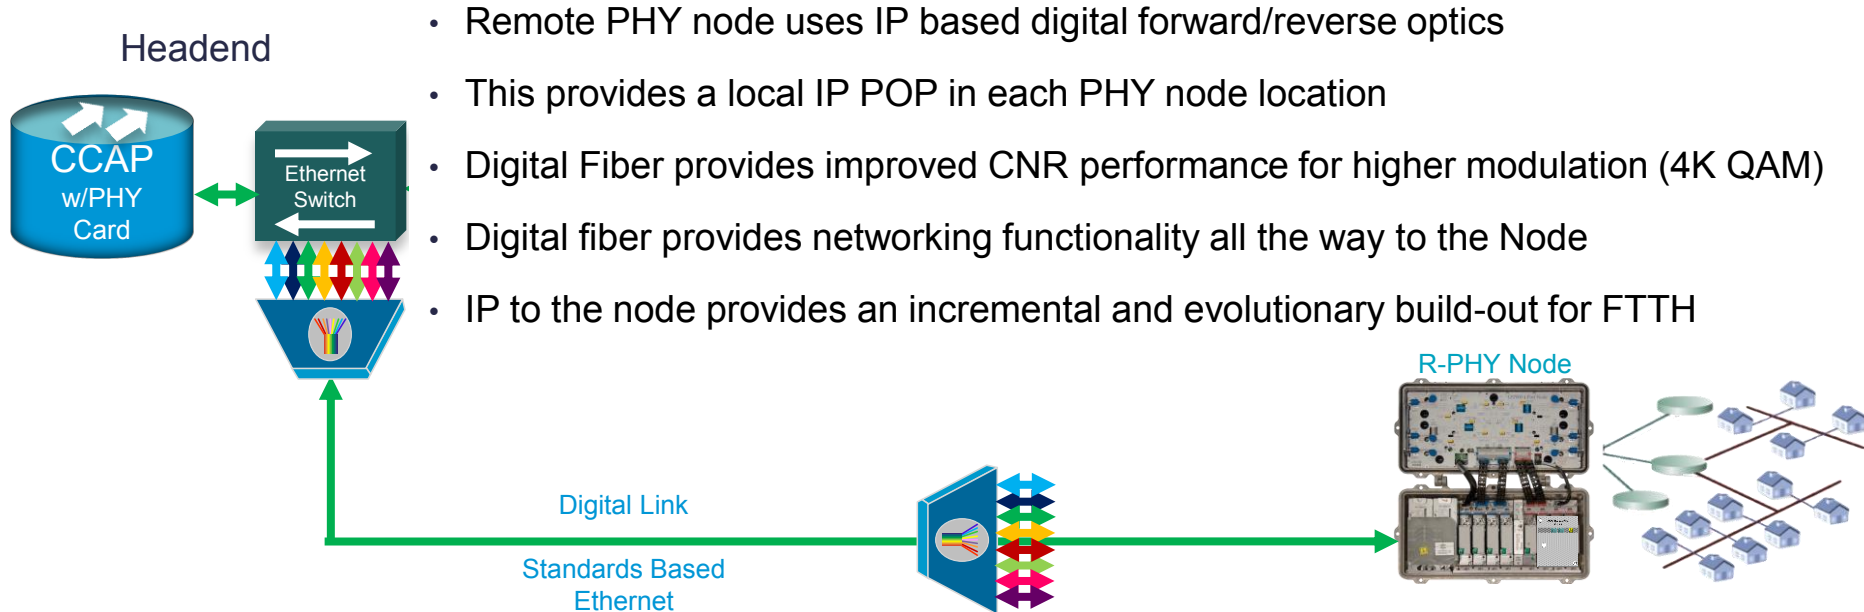 Headend
CCAP
w/PHY
Card
Ethernet
Switch
• Remote PHY node uses IP based digital forward/reverse optics
• This provides a local IP POP in each PHY node location
• Digital Fiber provides improved CNR performance for higher modulation (4K QAM)
• Digital fiber provides networking functionality all the way to the Node
• IP to the node provides an incremental and evolutionary build-out for FTTH
R-PHY Node
Digital Link
Standards Based
Ethernet